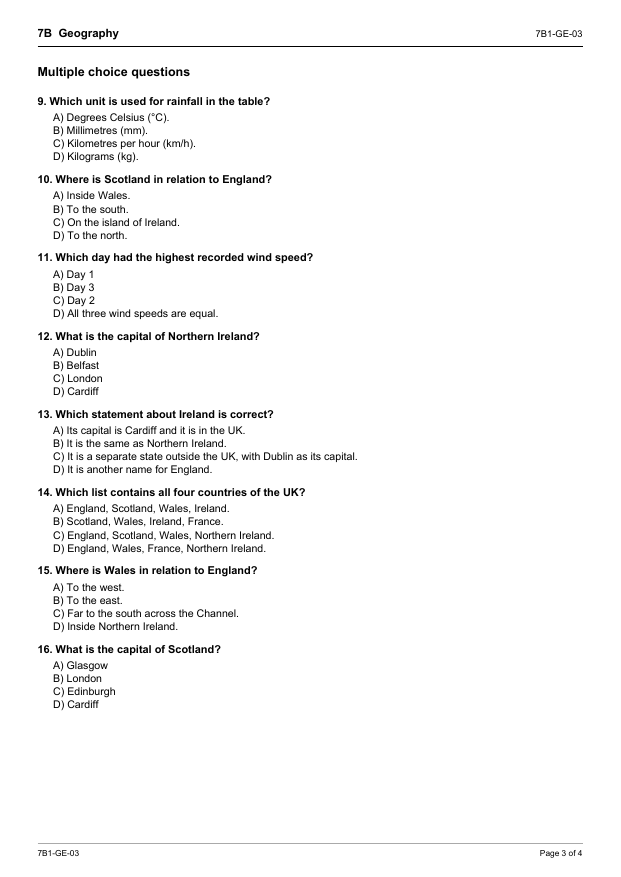 7B Geography
7B1-GE-03
Multiple choice questions
9. Which unit is used for rainfall in the table?
A) Degrees Celsius (°C).
B) Millimetres (mm).
C) Kilometres per hour (km/h).
D) Kilograms (kg).
10. Where is Scotland in relation to England?
A) Inside Wales.
B) To the south.
C) On the island of Ireland.
D) To the north.
11. Which day had the highest recorded wind speed?
A) Day 1
B) Day 3
C) Day 2
D) All three wind speeds are equal.
12. What is the capital of Northern Ireland?
A) Dublin
B) Belfast
C) London
D) Cardiff
13. Which statement about Ireland is correct?
A) Its capital is Cardiff and it is in the UK.
B) It is the same as Northern Ireland.
C) It is a separate state outside the UK, with Dublin as its capital.
D) It is another name for England.
14. Which list contains all four countries of the UK?
A) England, Scotland, Wales, Ireland.
B) Scotland, Wales, Ireland, France.
C) England, Scotland, Wales, Northern Ireland.
D) England, Wales, France, Northern Ireland.
15. Where is Wales in relation to England?
A) To the west.
B) To the east.
C) Far to the south across the Channel.
D) Inside Northern Ireland.
16. What is the capital of Scotland?
A) Glasgow
B) London
C) Edinburgh
D) Cardiff
7B1-GE-03
Page 3 of 4